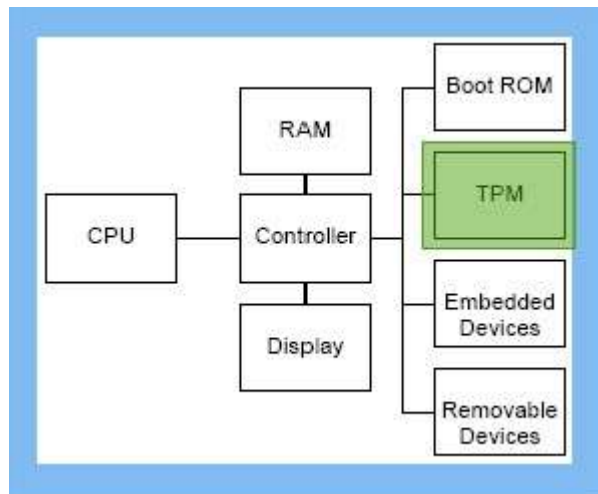 Boot ROM
RAM
TPM
CPU
Controller
Embedded
Devices
Display
Removable
Devices